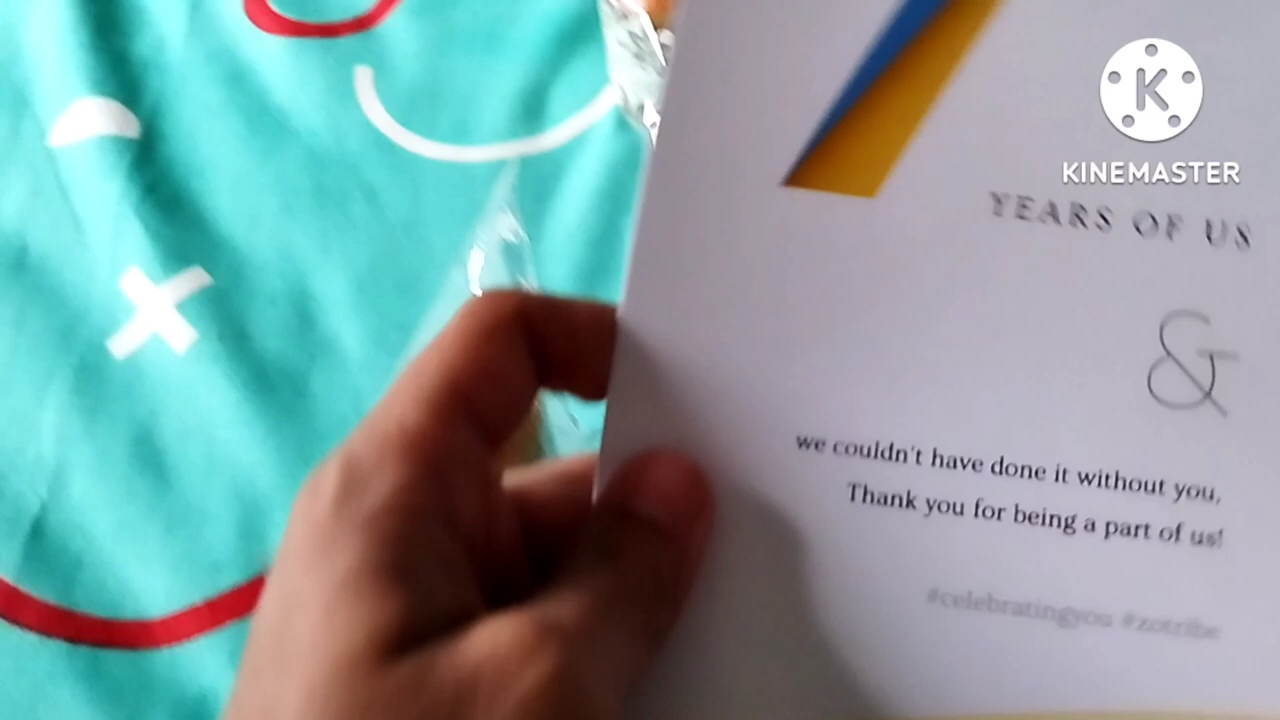 KINEMASTER
YEARS OF US
&
we couldn't have done it without you,
Thank you for being a part of us!
#celebratingyou #zotribe